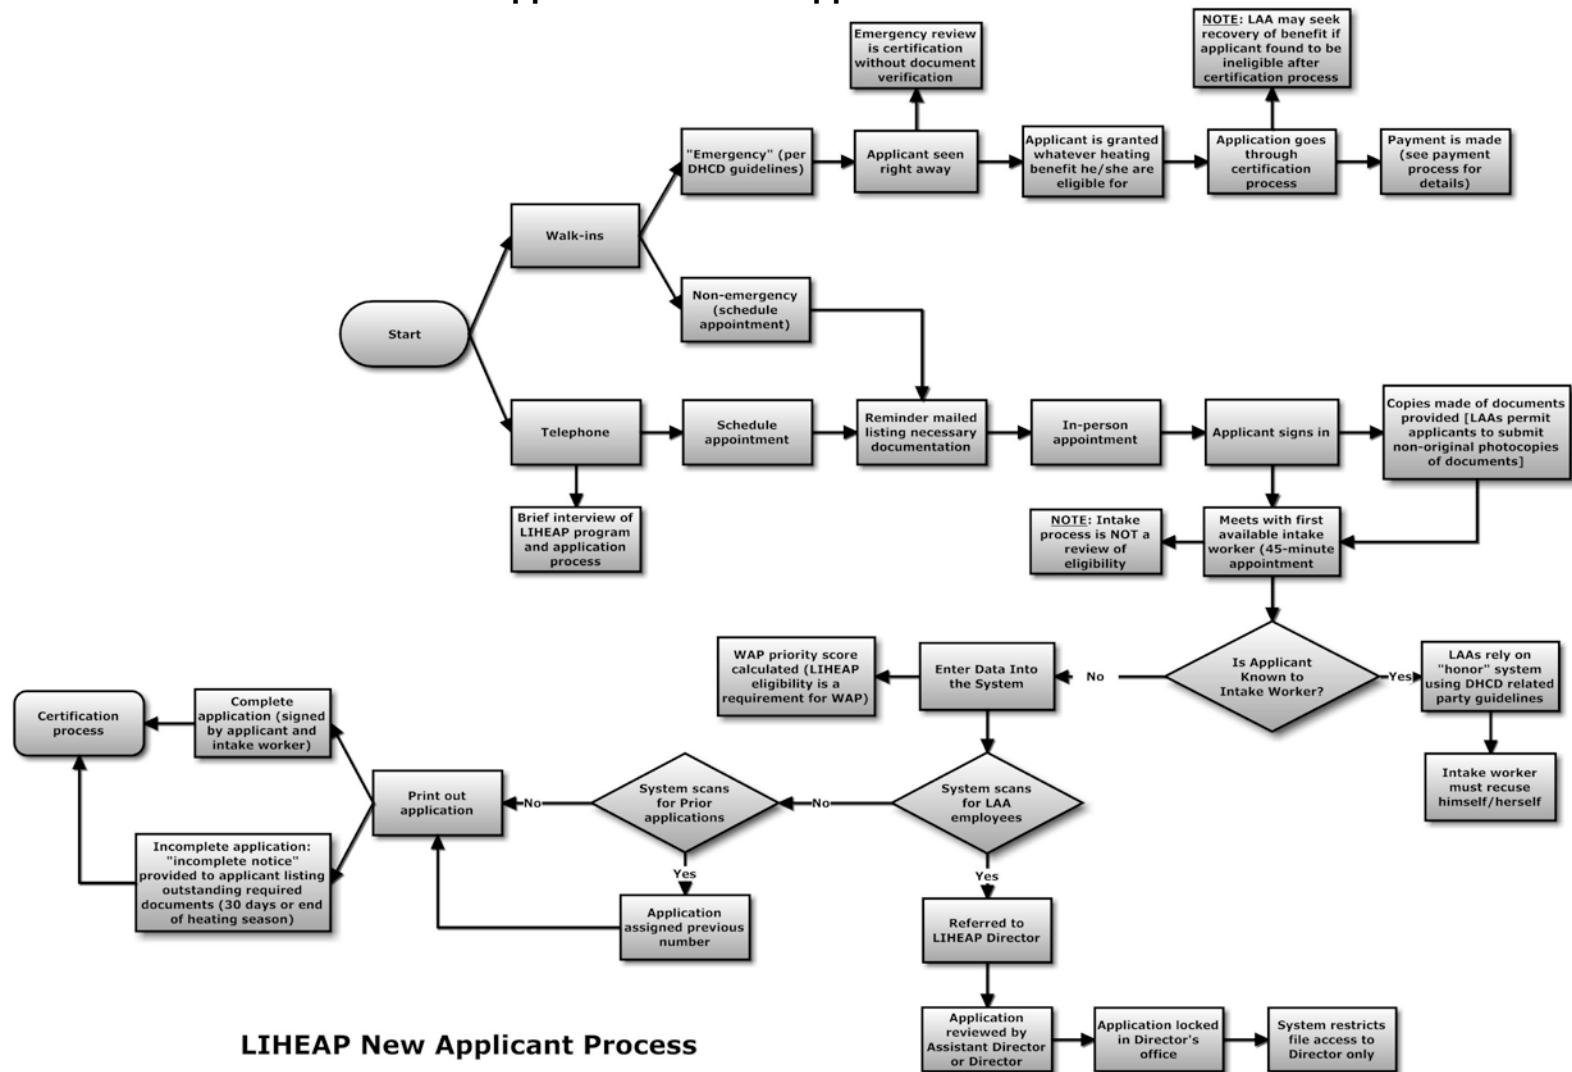 Emergency review
is certification
without document
verification
NOTE: LAA may seek
recovery of benefit if
applicant found to be
ineligible after
certification process
"Emergency" (per
DHCD guidelines)
Applicant seen
right away
Applicant is granted
whatever heating
benefit he/she are
eligible for
Application goes
through
certification
process
Payment is made
(see payment
process for
details)
Walk-ins
Non-emergency
(schedule
appointment)
Start
Telephone
Schedule
appointment
Reminder mailed
listing necessary
documentation
In-person
appointment
Applicant signs in
Copies made of documents
provided [LAAs permit
applicants to submit
non-original photocopies
of documents]
Brief interview of
LIHEAP program
and application
process
NOTE: Intake
process is NOT a
review of
eligibility
Meets with first
available intake
worker (45-minute
appointment
Is Applicant
Known to
Intake Worker?
Yes
LAAs rely on
"honor" system
using DHCD related
party guidelines
Intake worker
must recuse
himself/herself
No
Enter Data Into
the System
WAP priority score
calculated (LIHEAP
eligibility is a
requirement for WAP)
System scans
for LAA
employees
No
System scans
for Prior
applications
No
Print out
application
Complete
application (signed
by applicant and
intake worker)
Certification
process
Incomplete application:
"incomplete notice"
provided to applicant listing
outstanding required
documents (30 days or end
of heating season)
Yes
Application
assigned previous
number
Yes
Referred to
LIHEAP Director
Application
reviewed by
Assistant Director
or Director
Application locked
in Director's
office
System restricts
file access to
Director only
LIHEAP New Applicant Process